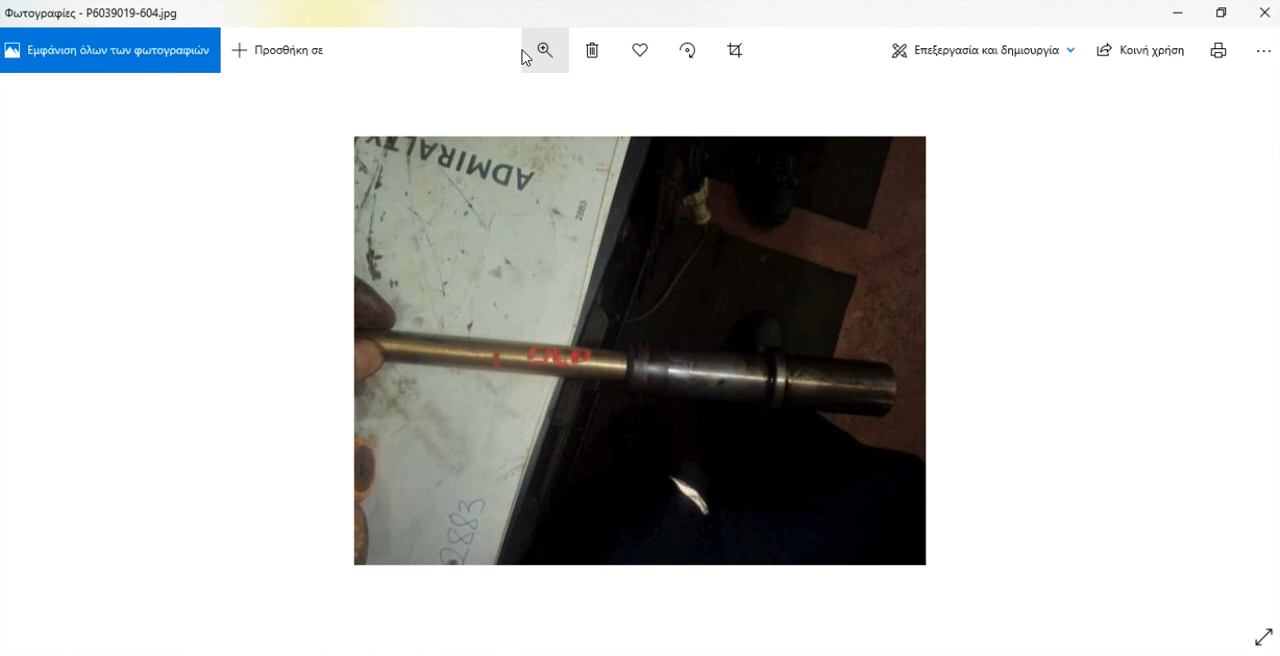 Φωτογραφίες - P6039019-604.jpg
Εμφάνιση όλων των φωτογραφιών
Προσθήκη σε
Επεξεργασία και δημιουργία
Κοινή χρήση
ADMIRALTY
2883
2883